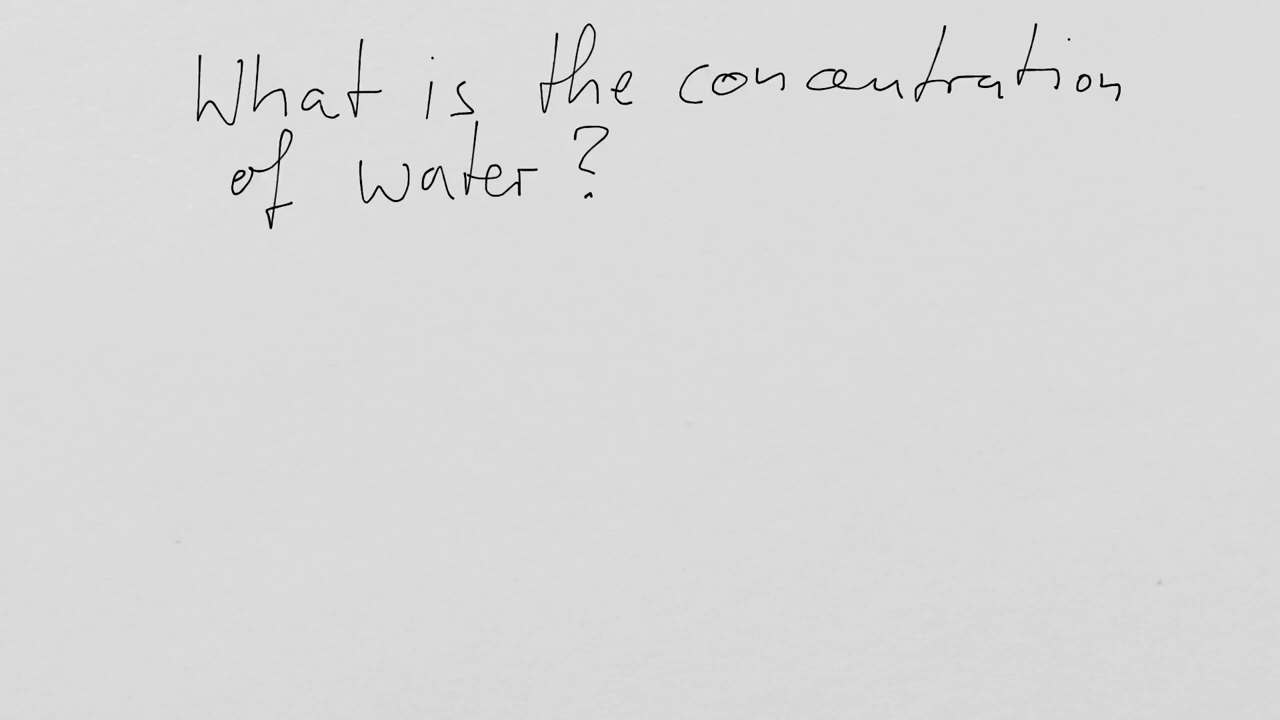 What is the concentration
of water?